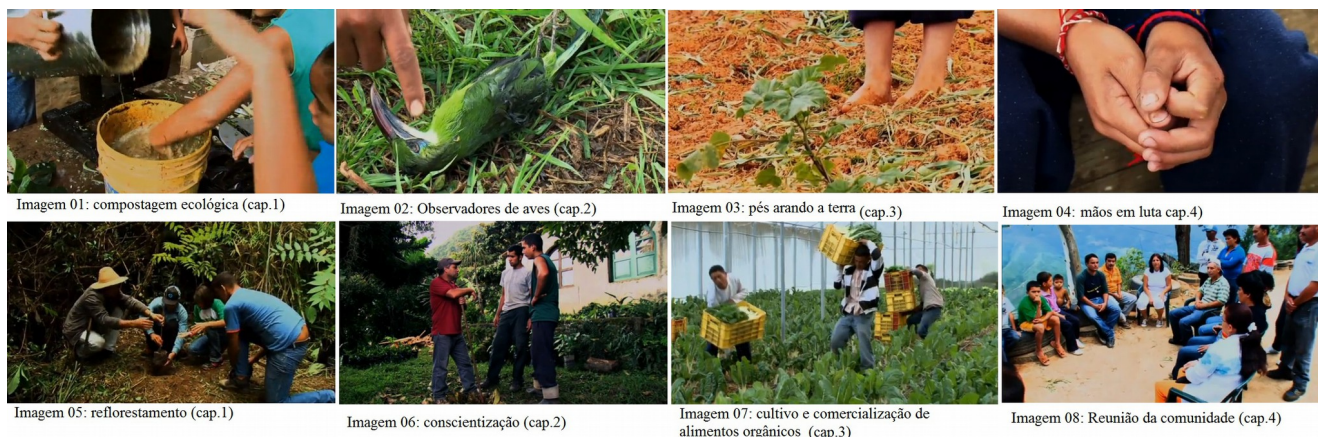 Imagem 01: compostagem ecológica (cap.1)
Imagem 02: Observadores de aves (cap.2)
Imagem 03: pés arando a terra (cap.3)
Imagem 04: mãos em luta cap.4)
Imagem 05: reflorestamento (cap.1)
Imagem 06: conscientização (cap.2)
Imagem 07: cultivo e comercialização de
alimentos orgânicos (cap.3)
Imagem 08: Reunião da comunidade (cap.4)